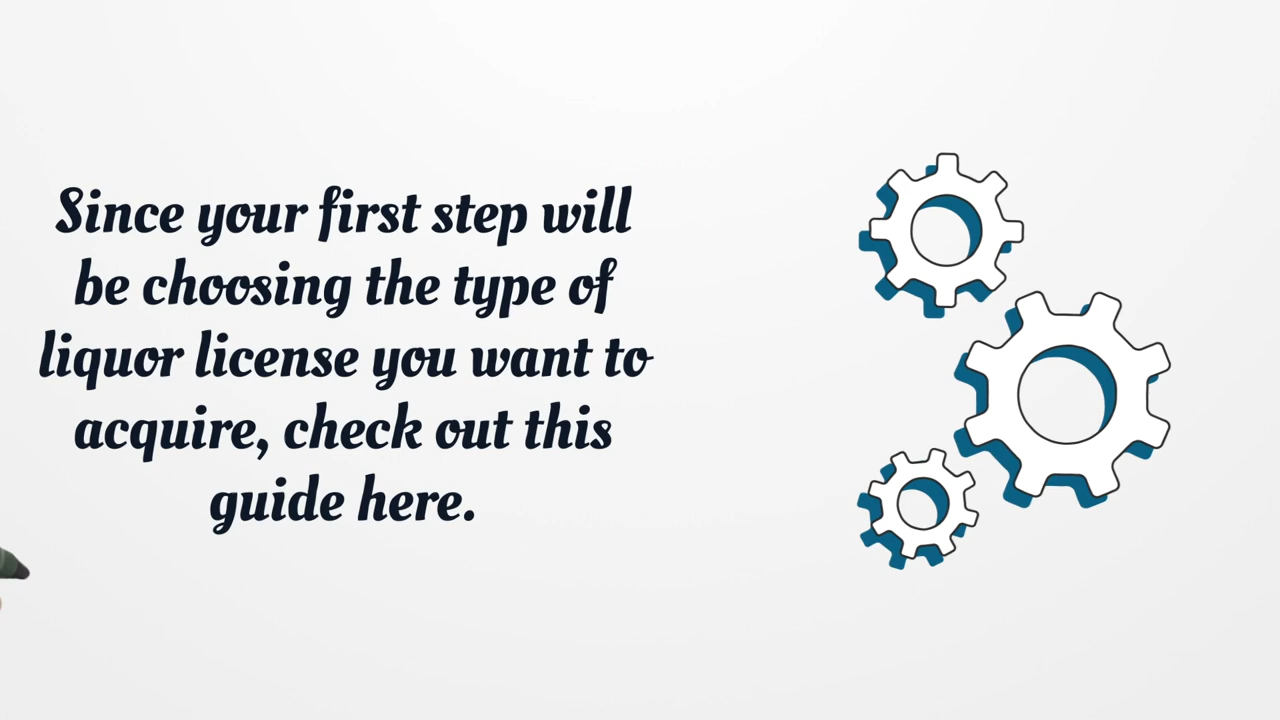 Since your first step will
be choosing the type of
liquor license you want to
acquire, check out this
guide here.